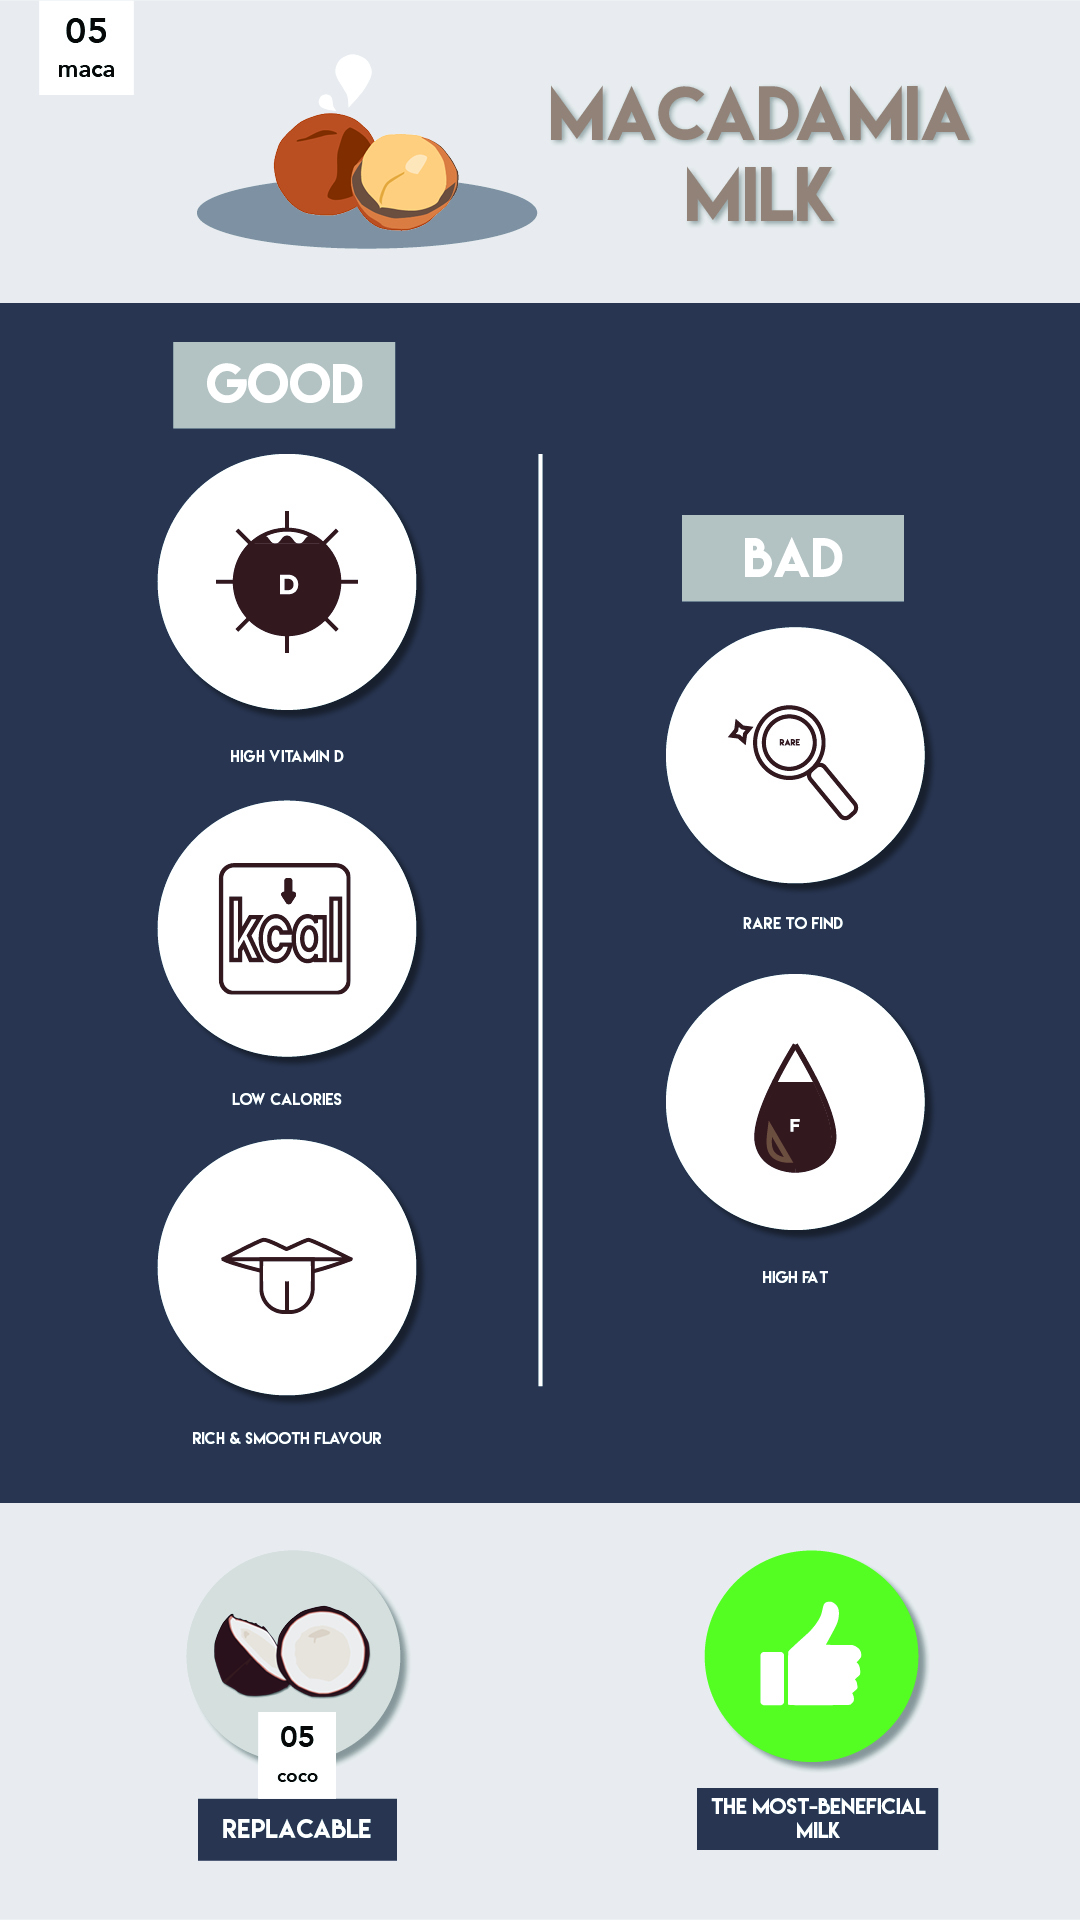 05
maca
MACADAMIA
MILK
GOOD
D
HIGH VITAMIN D
kcal
LOW CALORIES
RICH & SMOOTH FLAVOUR
BAD
RARE
RARE TO FIND
F
HIGH FAT
05
coco
REPLACABLE
THE MOST-BENEFICIAL
MILK